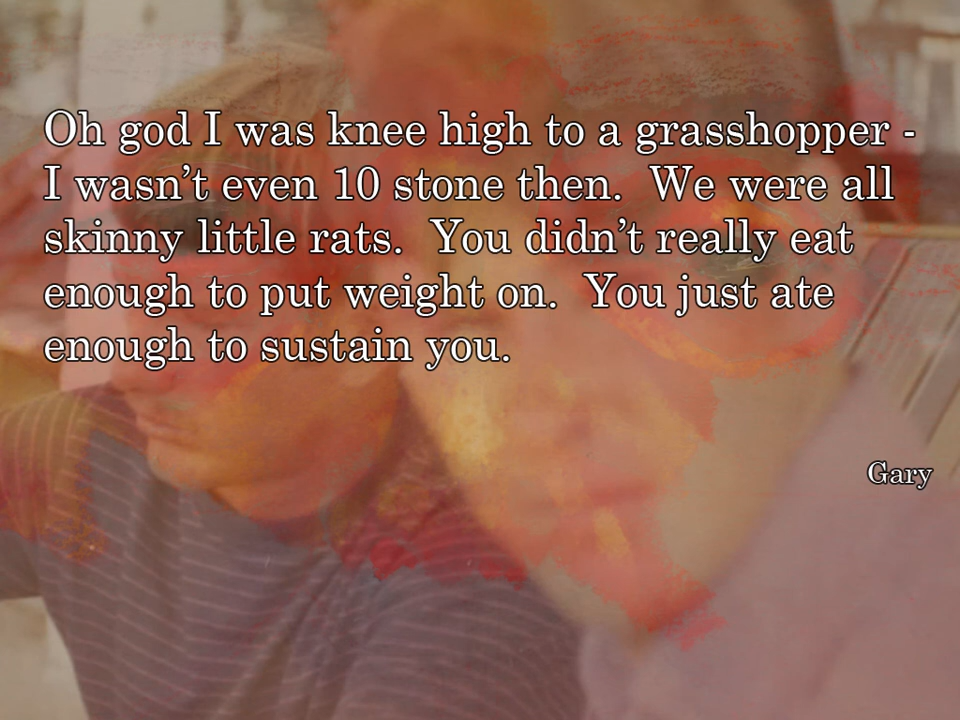 Oh god I was knee high to a grasshopper -
I wasn’t even 10 stone then.  We were all
skinny little rats.  You didn’t really eat
enough to put weight on.  You just ate
enough to sustain you.
Gary